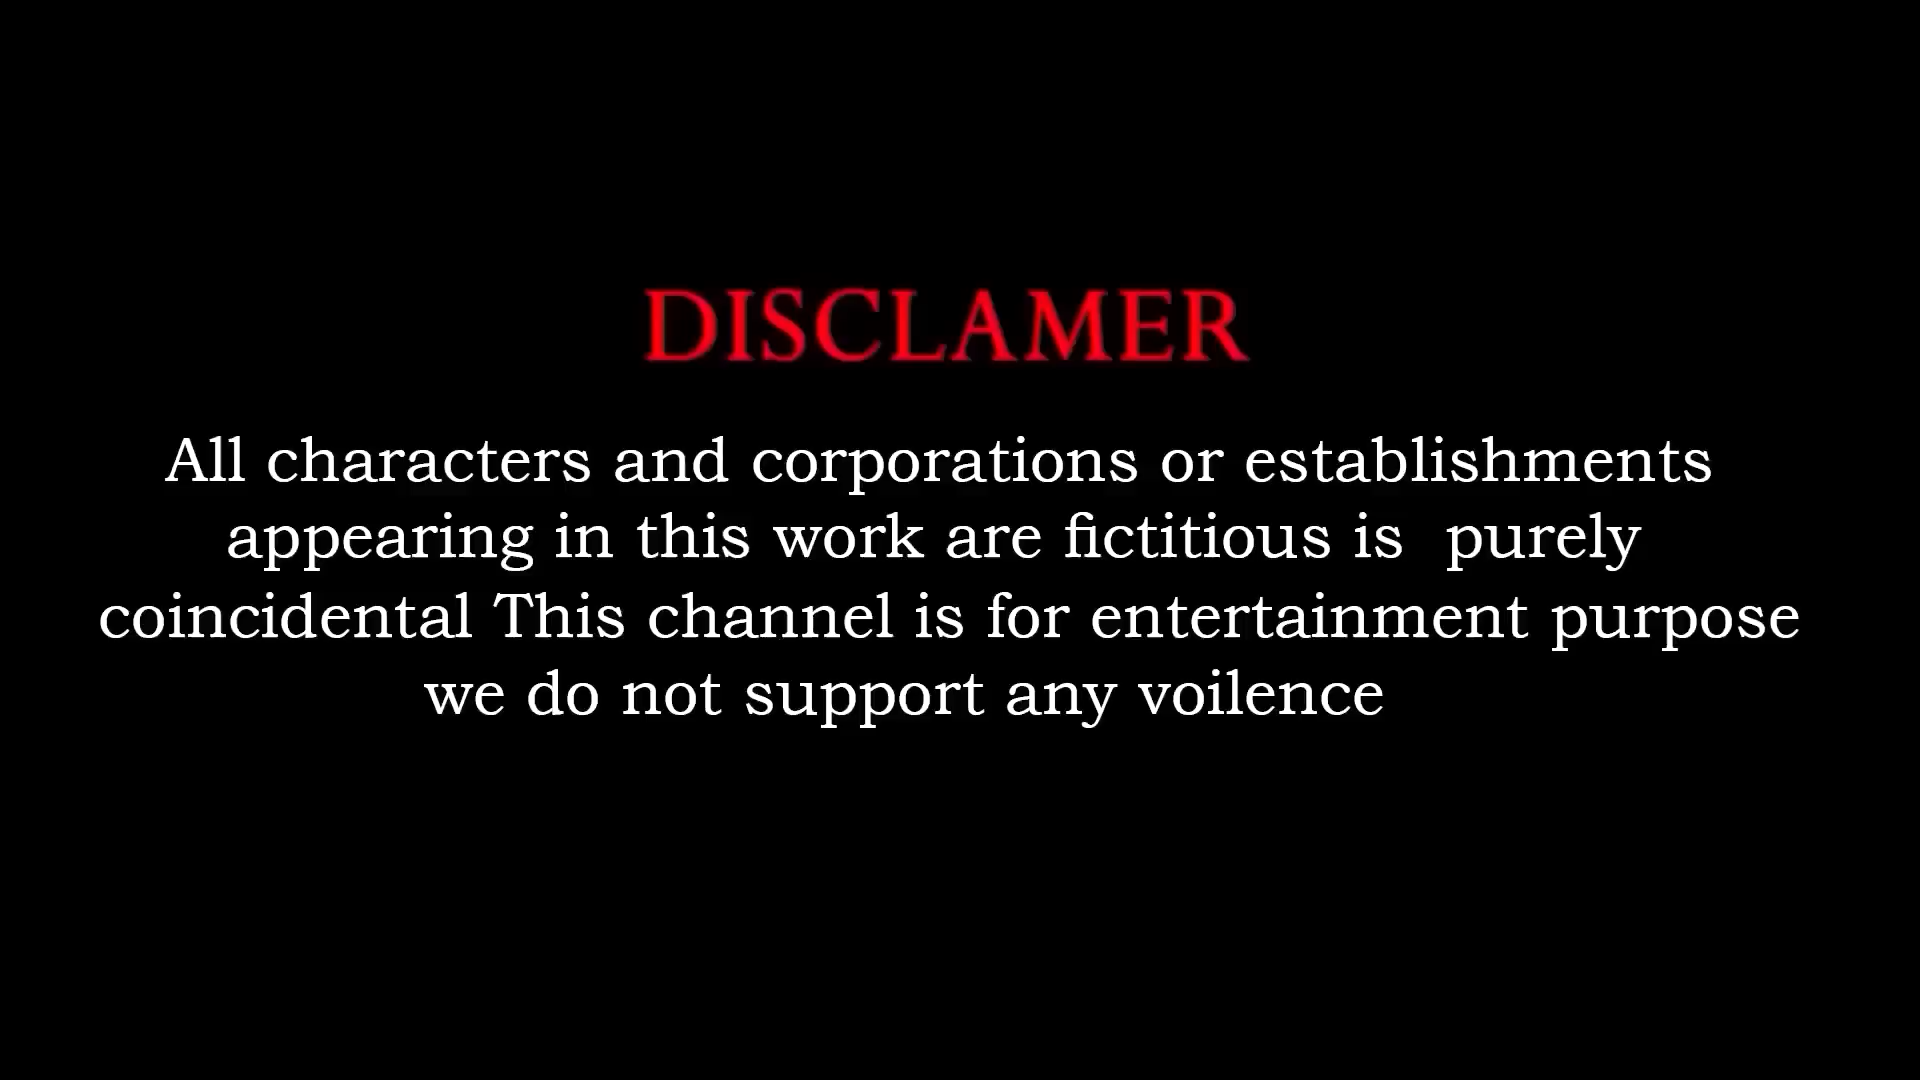 DISCLAMER
All characters and corporations or establishments
appearing in this work are fictitious is  purely
coincidental This channel is for entertainment purpose
we do not support any voilence